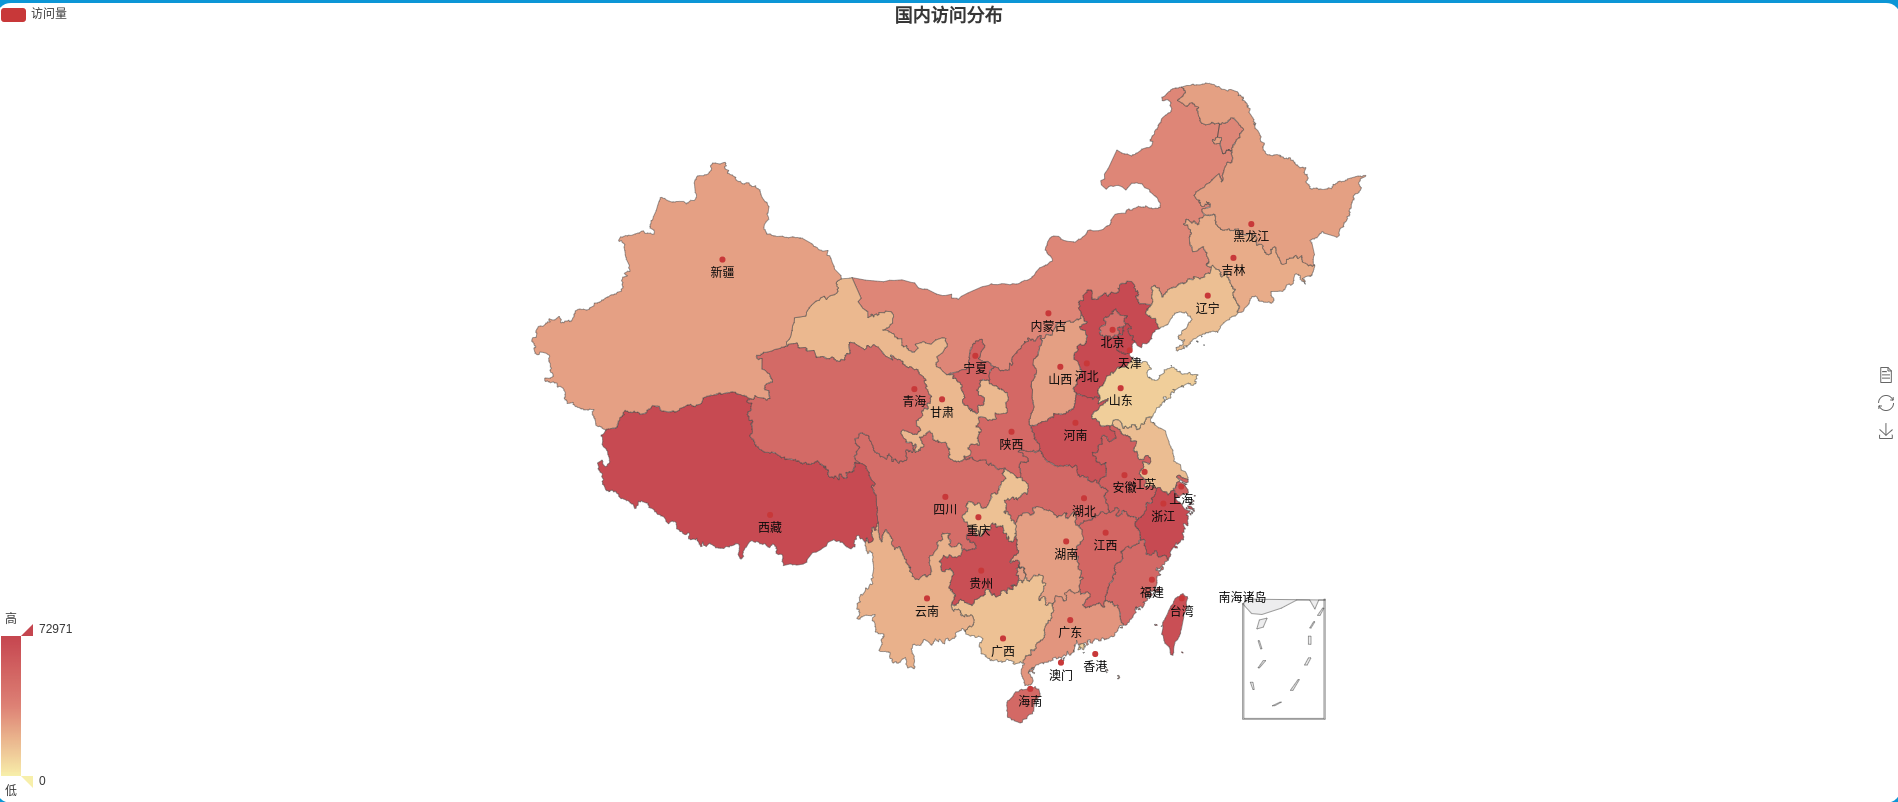 访问量
国内访问分布
黑龙江
吉林
新疆
辽宁
内蒙古
北京
天津
宁夏
山西
河北
青海
甘肃
山东
陕西
河南
安徽
江苏
上海
四川
湖北
浙江
西藏
重庆
湖南
江西
贵州
福建
南海诸岛
云南
台湾
高
72971
广东
广西
香港
澳门
海南
0
低